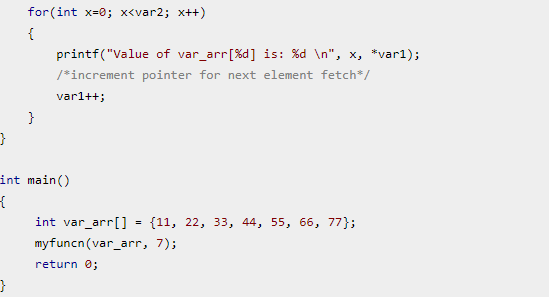 for(int x=0; x<var2; x++)
{
printf("Value of var_arr[%d] is: %d \n", x, *var1);
/*increment pointer for next element fetch*/
var1++;
}
}
int main()
{
int var_arr[] = {11, 22, 33, 44, 55, 66, 77};
myfuncn(var_arr, 7);
return 0;
}